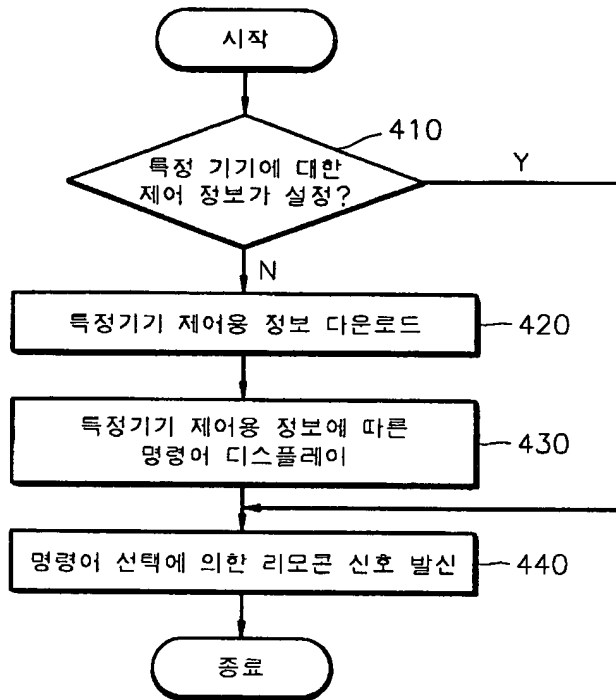 시작
410
특정 기기에 대한
제어 정보가 설정?
Y
N
특정기기 제어용 정보 다운로드
420
특정기기 제어용 정보에 따른
명령어 디스플레이
430
명령어 선택에 의한 리모콘 신호 발신
440
종료